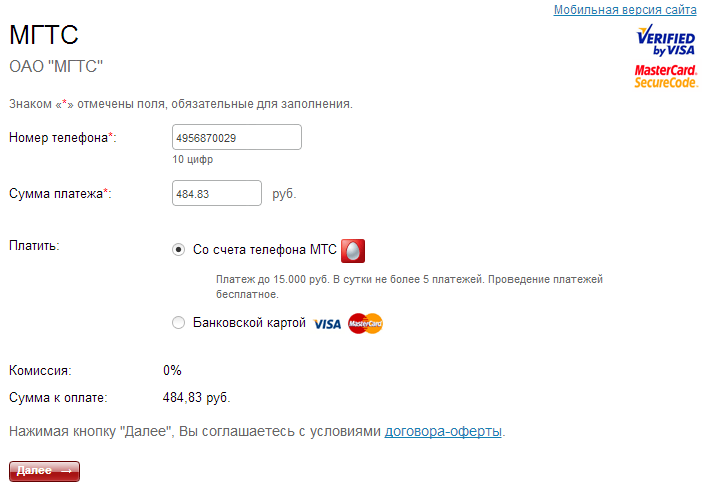 Мобильная версия сайта
МГТС
ОАО "МГТС"
VERIFIED
by VISA
MasterCard.
SecureCode.
Знаком «*» отмечены поля, обязательные для заполнения.
Номер телефона*: 4956870029
10 цифр
Сумма платежа*: 484.83 руб.
Платить: Со счета телефона МТС
Платеж до 15.000 руб. В сутки не более 5 платежей. Проведение платежей
бесплатное.
Банковской картой VISA MasterCard
Комиссия: 0%
Сумма к оплате: 484,83 руб.
Нажимая кнопку "Далее", Вы соглашаетесь с условиями договора-оферты.
Далее →